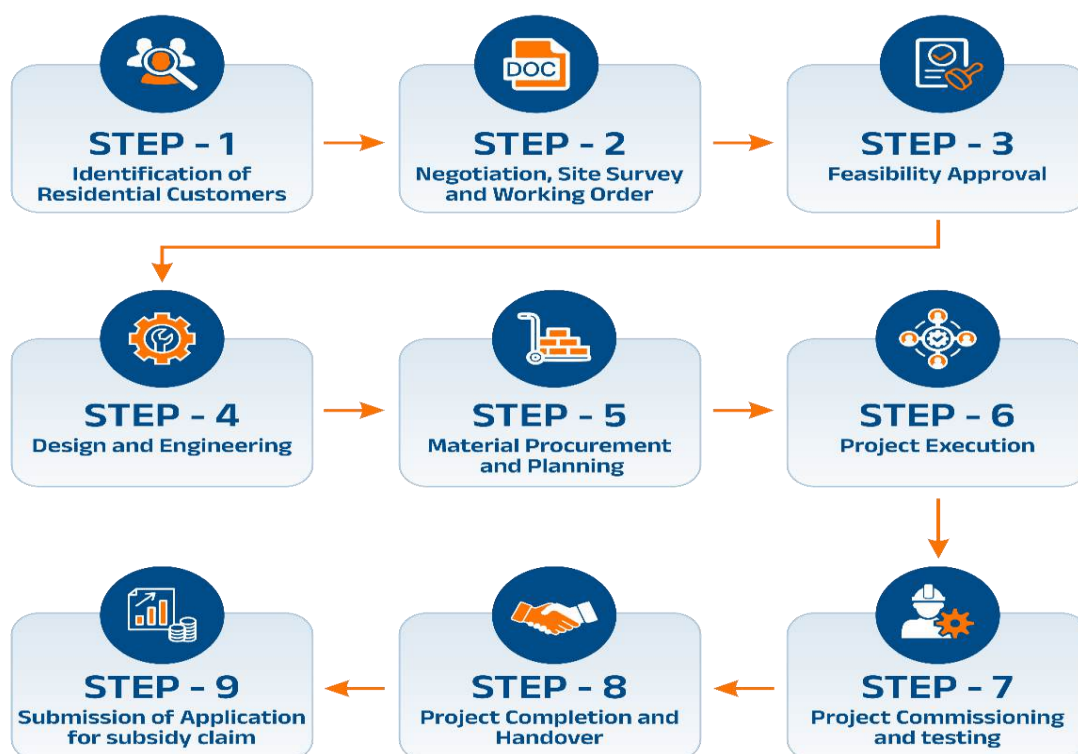 STEP - 1
Identification of
Residential Customers
DOC
STEP - 2
Negotiation, Site Survey
and Working Order
STEP - 3
Feasibility Approval
STEP - 4
Design and Engineering
STEP - 5
Material Procurement
and Planning
STEP - 6
Project Execution
STEP - 7
Project Commissioning
and testing
STEP - 8
Project Completion and
Handover
STEP - 9
Submission of Application
for subsidy claim